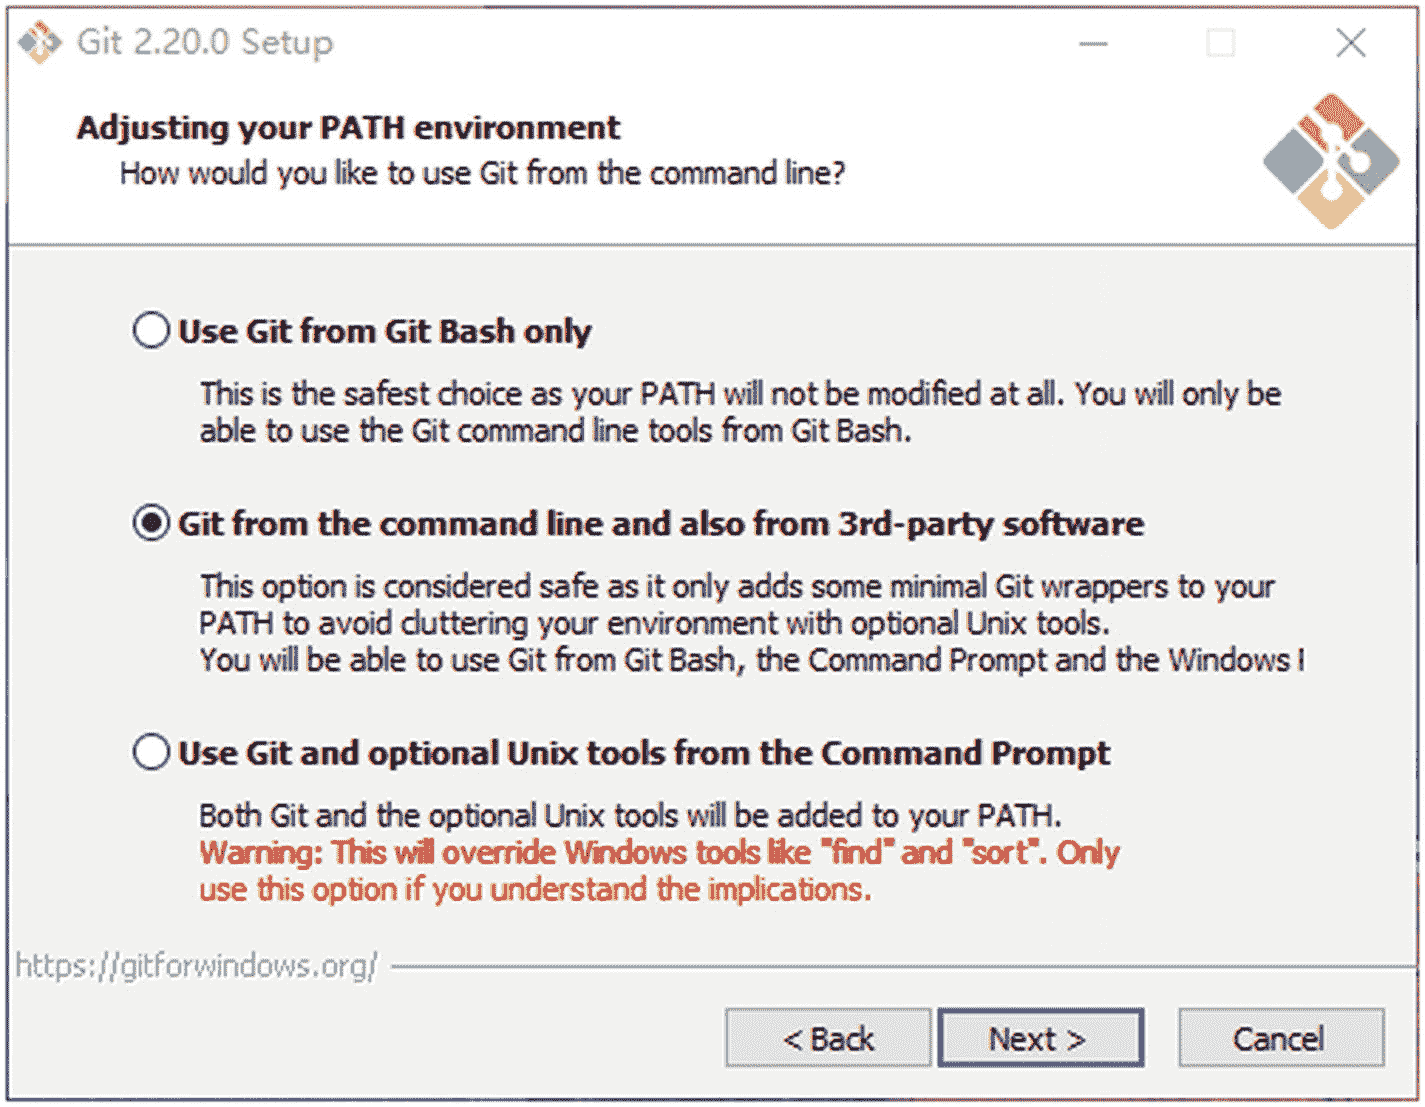 Git 2.20.0 Setup
Adjusting your PATH environment
How would you like to use Git from the command line?
Use Git from Git Bash only
This is the safest choice as your PATH will not be modified at all. You will only be
able to use the Git command line tools from Git Bash.
Git from the command line and also from 3rd-party software
This option is considered safe as it only adds some minimal Git wrappers to your
PATH to avoid cluttering your environment with optional Unix tools.
You will be able to use Git from Git Bash, the Command Prompt and the Windows
Use Git and optional Unix tools from the Command Prompt
Both Git and the optional Unix tools will be added to your PATH.
Warning: This will override Windows tools like "find" and "sort". Only
use this option if you understand the implications.
https://gitforwindows.org/
< Back Next > Cancel